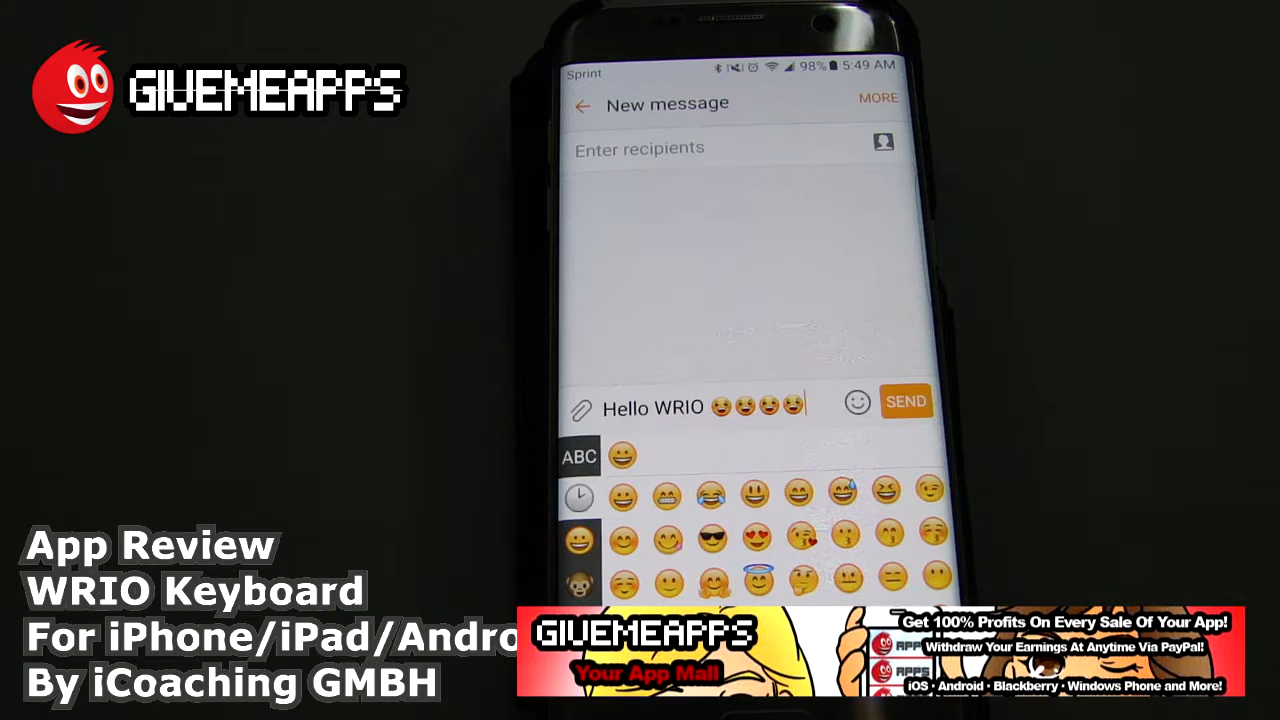 GIVEMEAPPS
Sprint
98% 5:49 AM
New message
MORE
Enter recipients
Hello WRIO
SEND
ABC
App Review
WRIO Keyboard
For iPhone/iPad/Andro
By iCoaching GMBH
GIVEMEAPPS
Your App Mall
Get 100% Profits On Every Sale Of Your App!
Withdraw Your Earnings At Anytime Via PayPal!
iOS · Android · Blackberry · Windows Phone and More!
APP
APPS